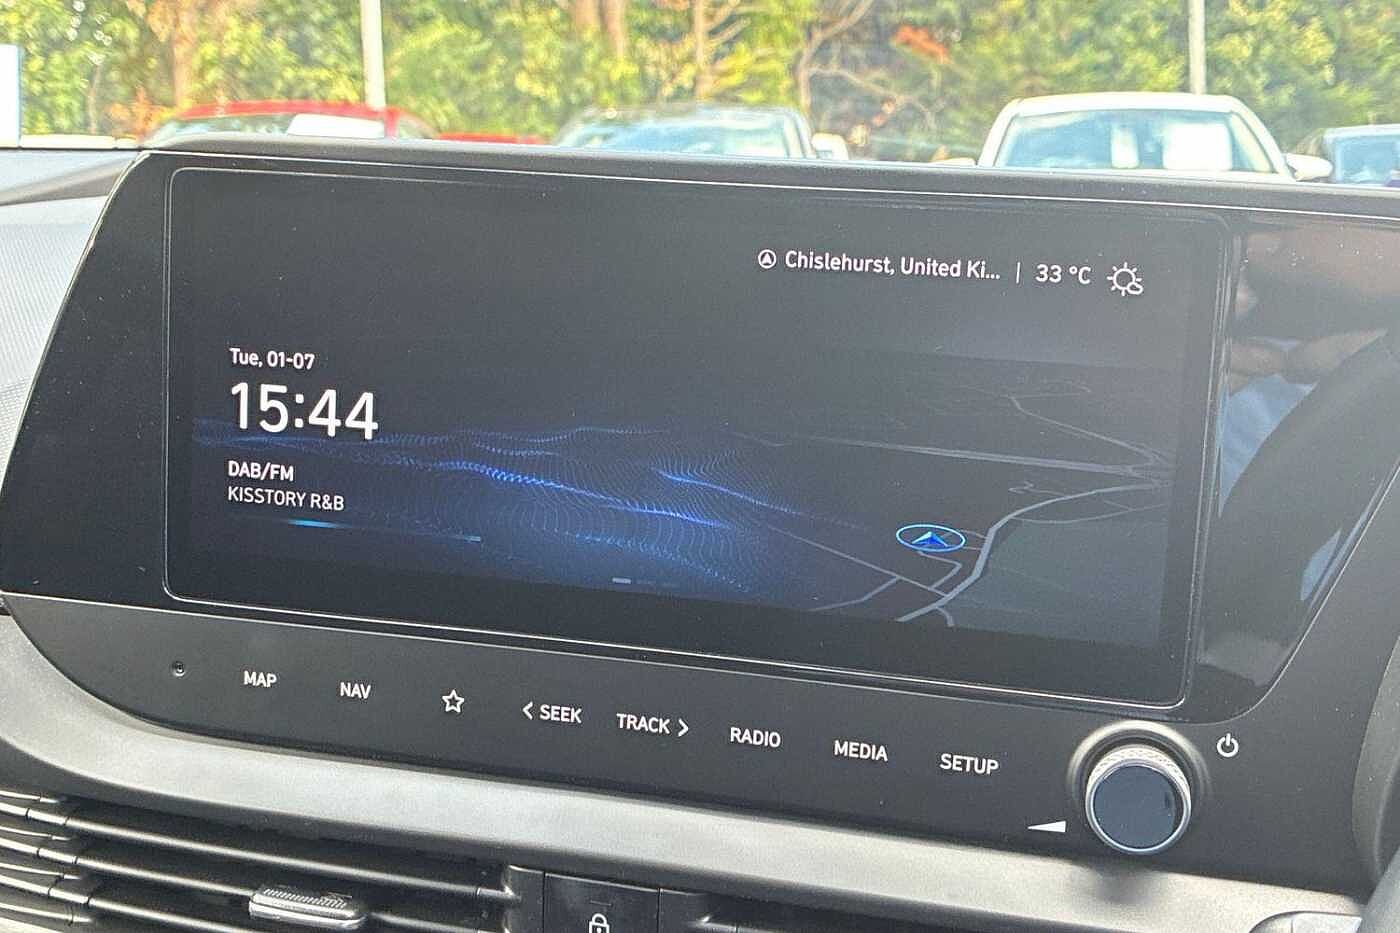 Chislehurst, United Ki... | 33 °C
Tue, 01-07
15:44
DAB/FM
KISSTORY R&B
MAP NAV < SEEK TRACK > RADIO MEDIA SETUP